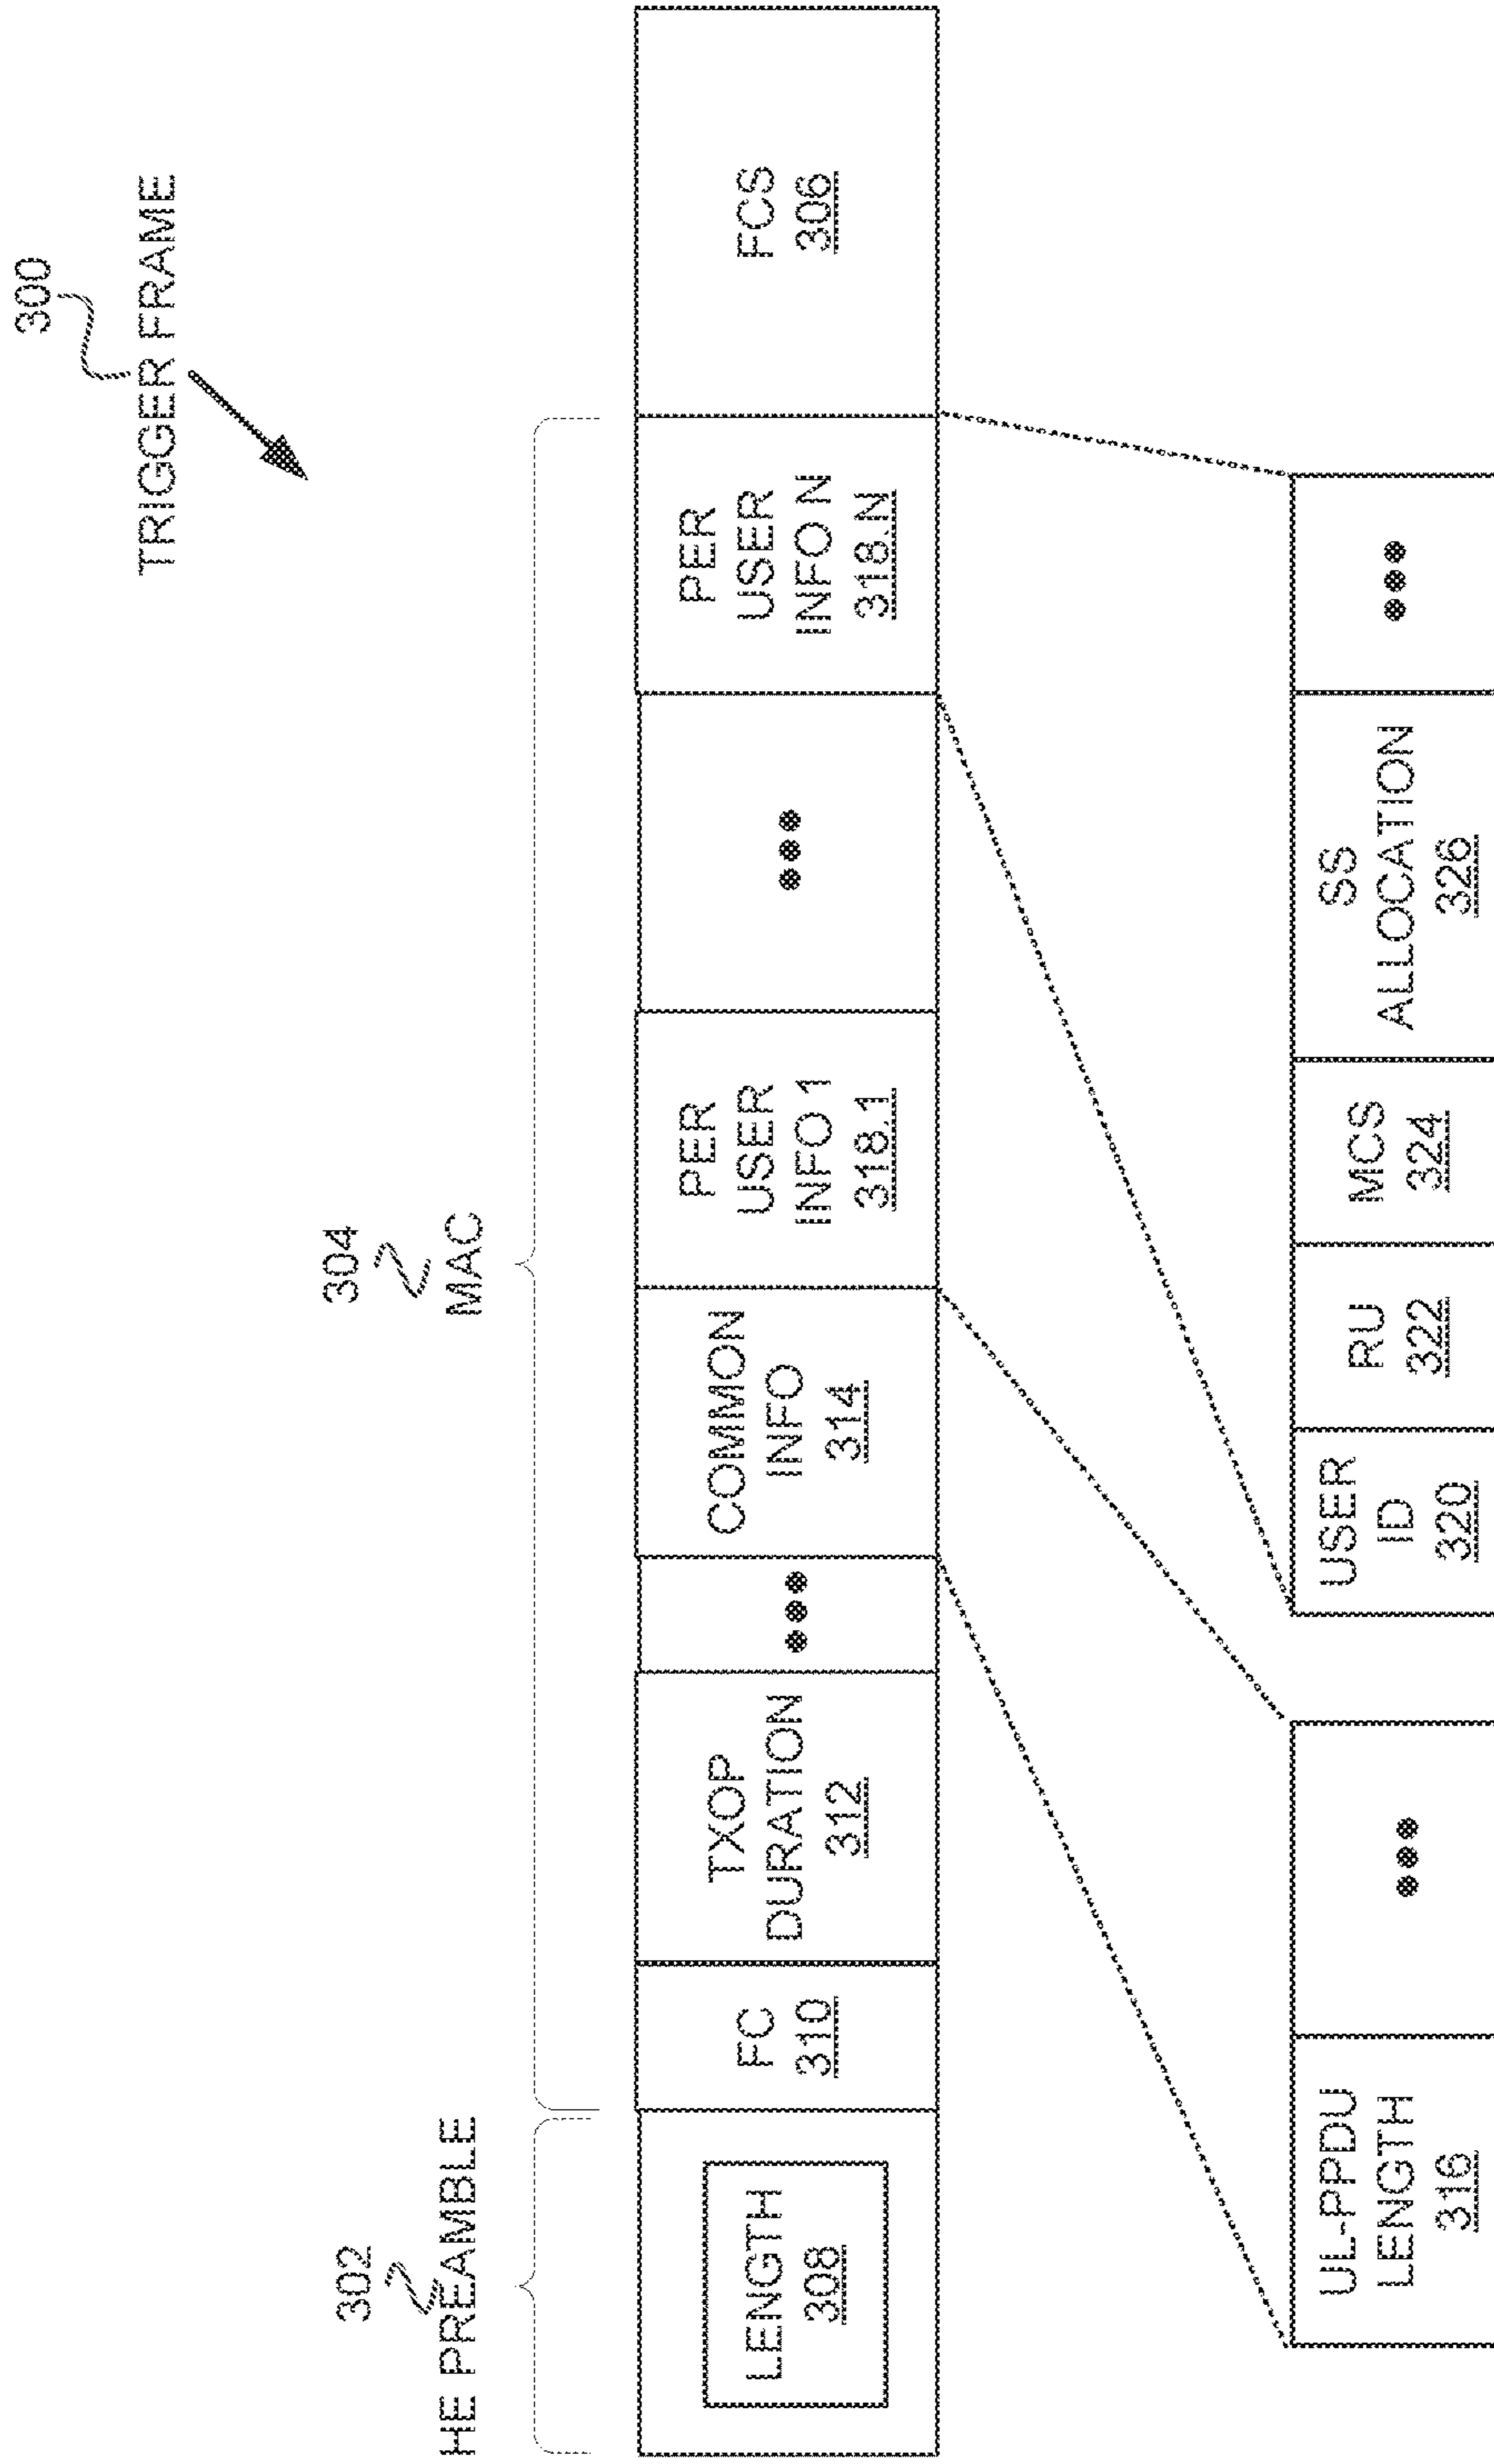 300
TRIGGER FRAME
302
HE PREAMBLE
304
MAC
LENGTH
308
FC
310
TXOP
DURATION
312
•••
COMMON
INFO
314
PER
USER
INFO 1
318.1
•••
PER
USER
INFO N
318.N
FCS
306
UL-PPDU
LENGTH
316
•••
USER
ID
320
RU
322
MCS
324
SS
ALLOCATION
326
•••